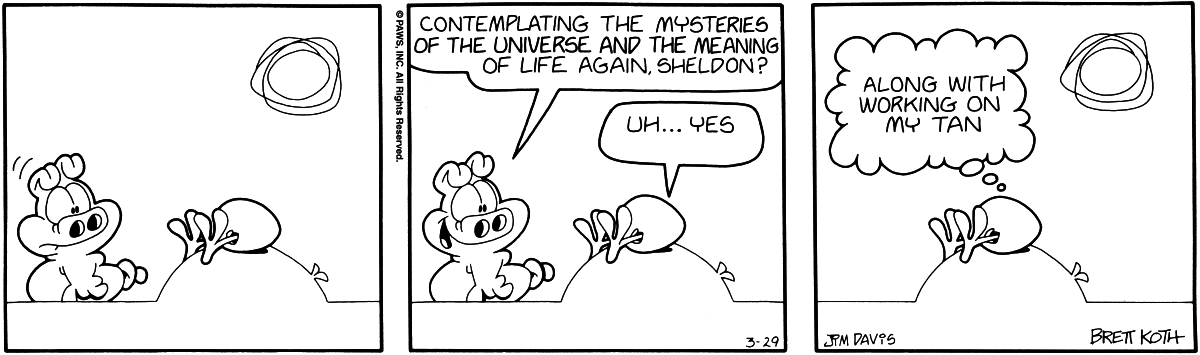 © PAWS, INC. All Rights Reserved.
CONTEMPLATING THE MYSTERIES
OF THE UNIVERSE AND THE MEANING
OF LIFE AGAIN, SHELDON?
UH... YES
3-29
ALONG WITH
WORKING ON
MY TAN
JIM DAVIS
BRETT KOTH